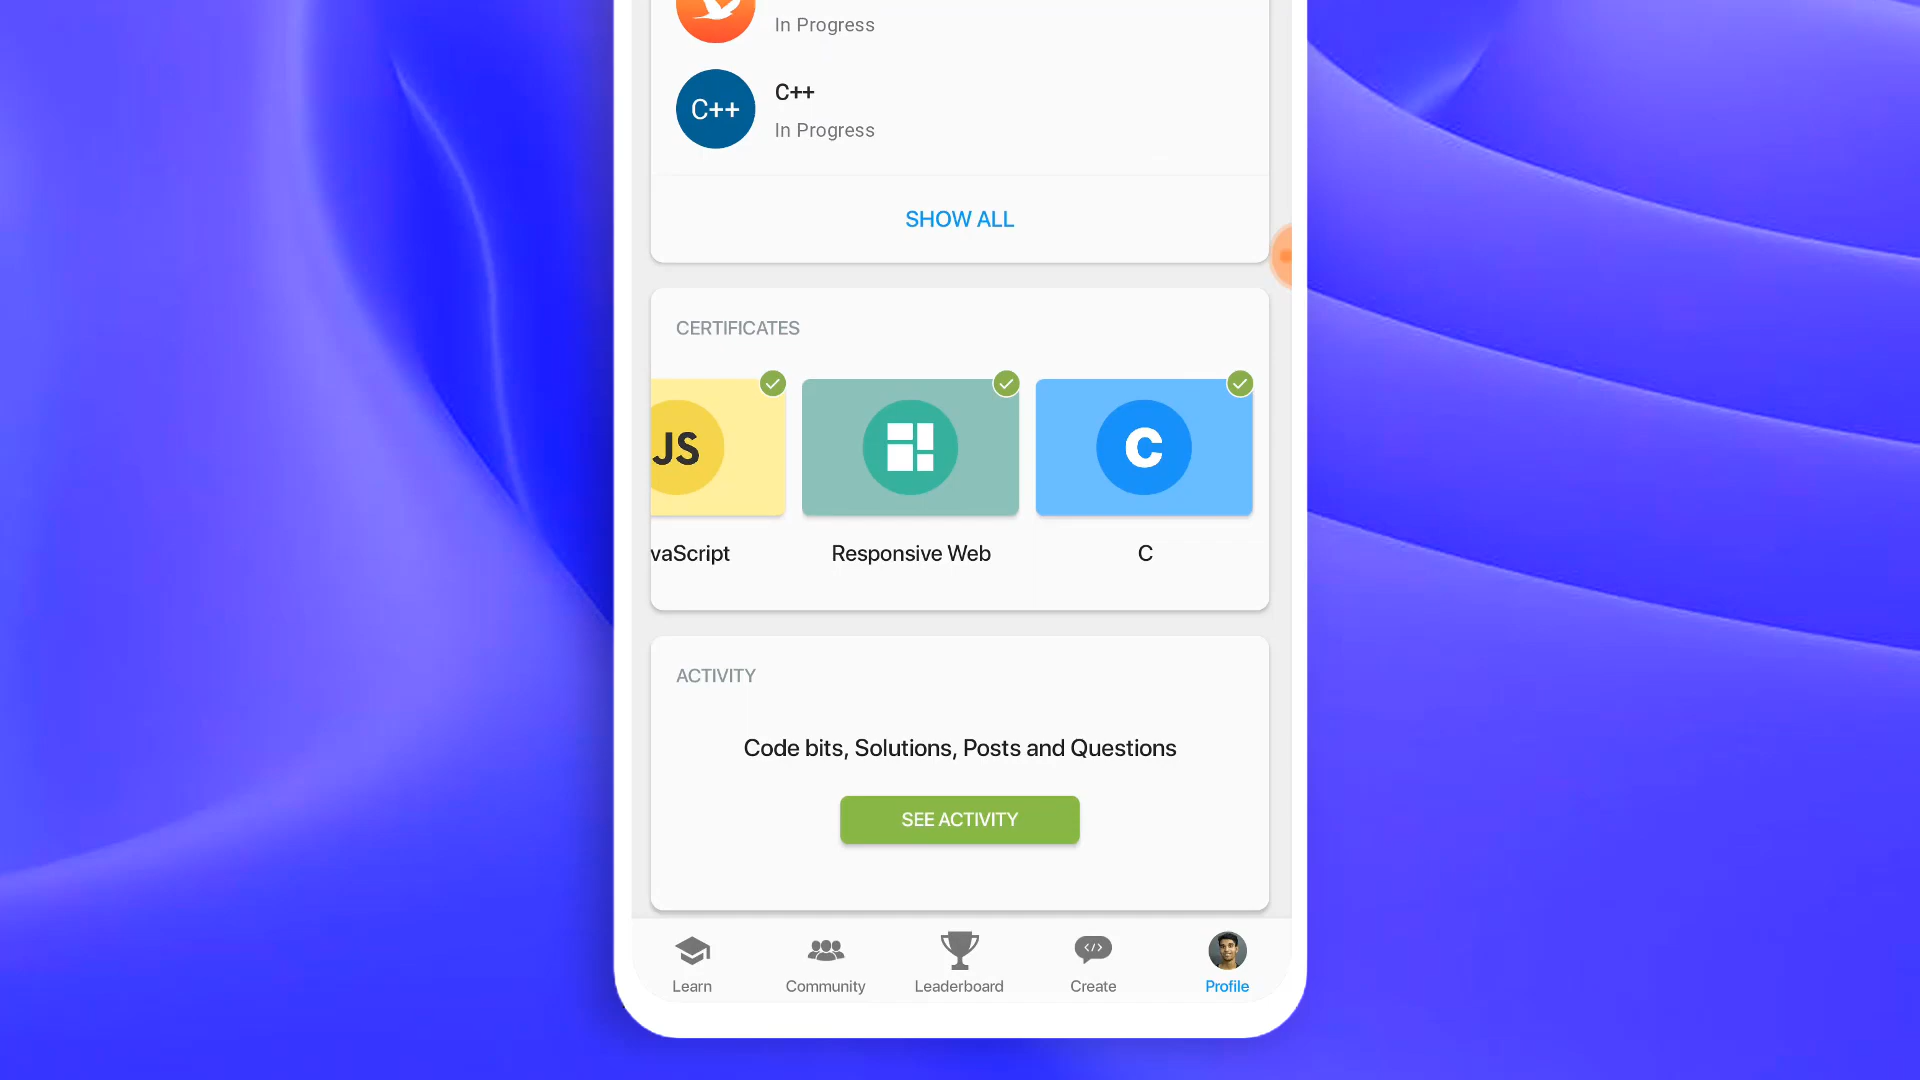 In Progress
C++
C++
In Progress
SHOW ALL
CERTIFICATES
JS
C
vaScript
Responsive Web
C
ACTIVITY
Code bits, Solutions, Posts and Questions
SEE ACTIVITY
</>
Learn
Community
Leaderboard
Create
Profile